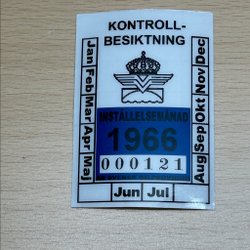 KONTROLL-
BESIKTNING
Jan Feb Mar Apr Maj
INSTÄLLELSEMÅNAD
1966
000121
Jun Jul
Aug Sep Okt Nov Dec